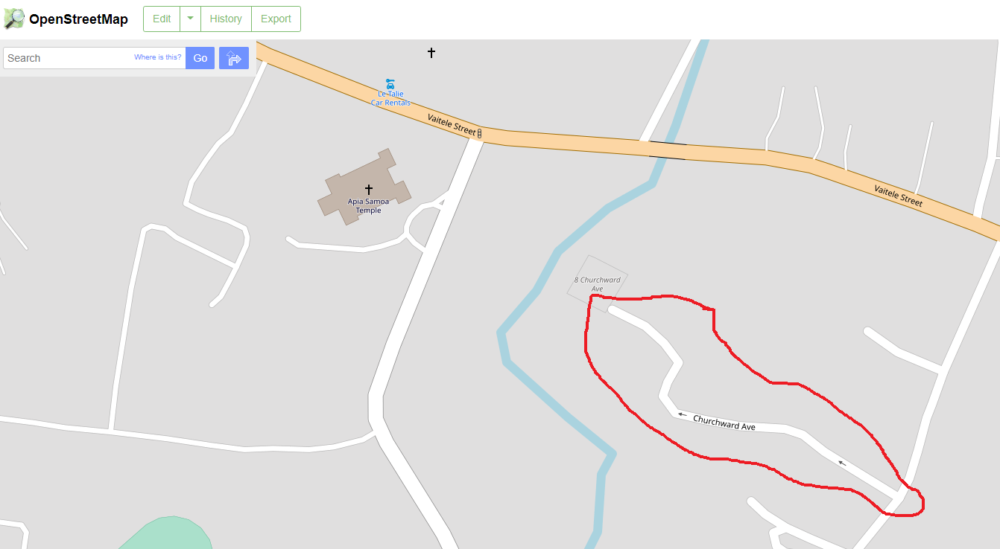 OpenStreetMap
Edit
History
Export
Search
Where is this?
Go
Le Talie
Car Rentals
Vaitele Street
Vaitele Street
Apia Samoa
Temple
8 Churchward
Ave
Churchward Ave